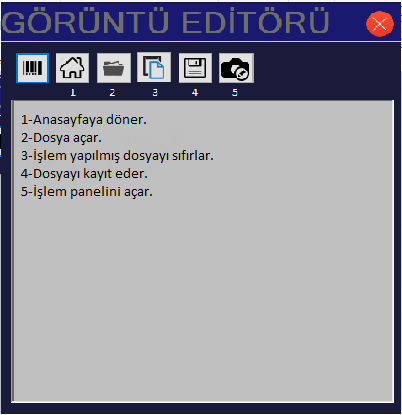 GÖRÜNTÜ EDİTÖRÜ
1 2 3 4 5
1-Anasayfaya döner.
2-Dosya açar.
3-İşlem yapılmış dosyayı sıfırlar.
4-Dosyayı kayıt eder.
5-İşlem panelini açar.